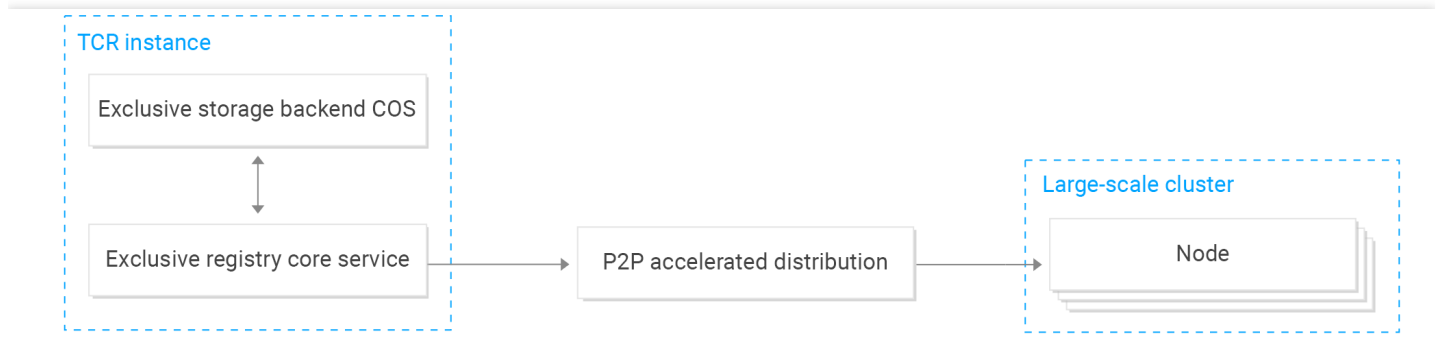 TCR instance
Exclusive storage backend COS
Exclusive registry core service
P2P accelerated distribution
Large-scale cluster
Node